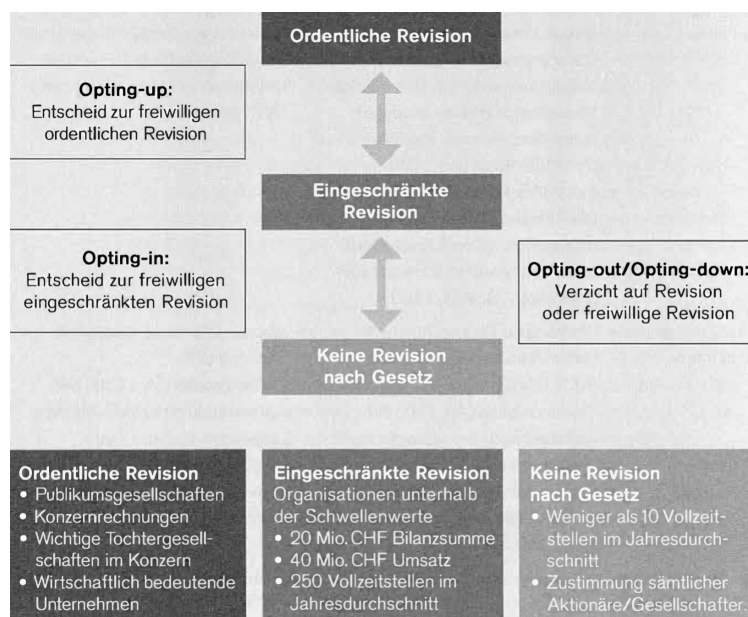 Ordentliche Revision
Opting-up:
Entscheid zur freiwilligen
ordentlichen Revision
Eingeschränkte
Revision
Opting-in:
Entscheid zur freiwilligen
eingeschränkten Revision
Opting-out/Opting-down:
Verzicht auf Revision
oder freiwillige Revision
Keine Revision
nach Gesetz
Ordentliche Revision
• Publikumsgesellschaften
• Konzernrechnungen
• Wichtige Tochtergesell-
schaften im Konzern
• Wirtschaftlich bedeutende
Unternehmen
Eingeschränkte Revision
Organisationen unterhalb
der Schwellenwerte
• 20 Mio. CHF Bilanzsumme
• 40 Mio. CHF Umsatz
• 250 Vollzeitstellen im
Jahresdurchschnitt
Keine Revision
nach Gesetz
• Weniger als 10 Vollzeit-
stellen im Jahresdurch-
schnitt
• Zustimmung sämtlicher
Aktionäre/Gesellschafter.